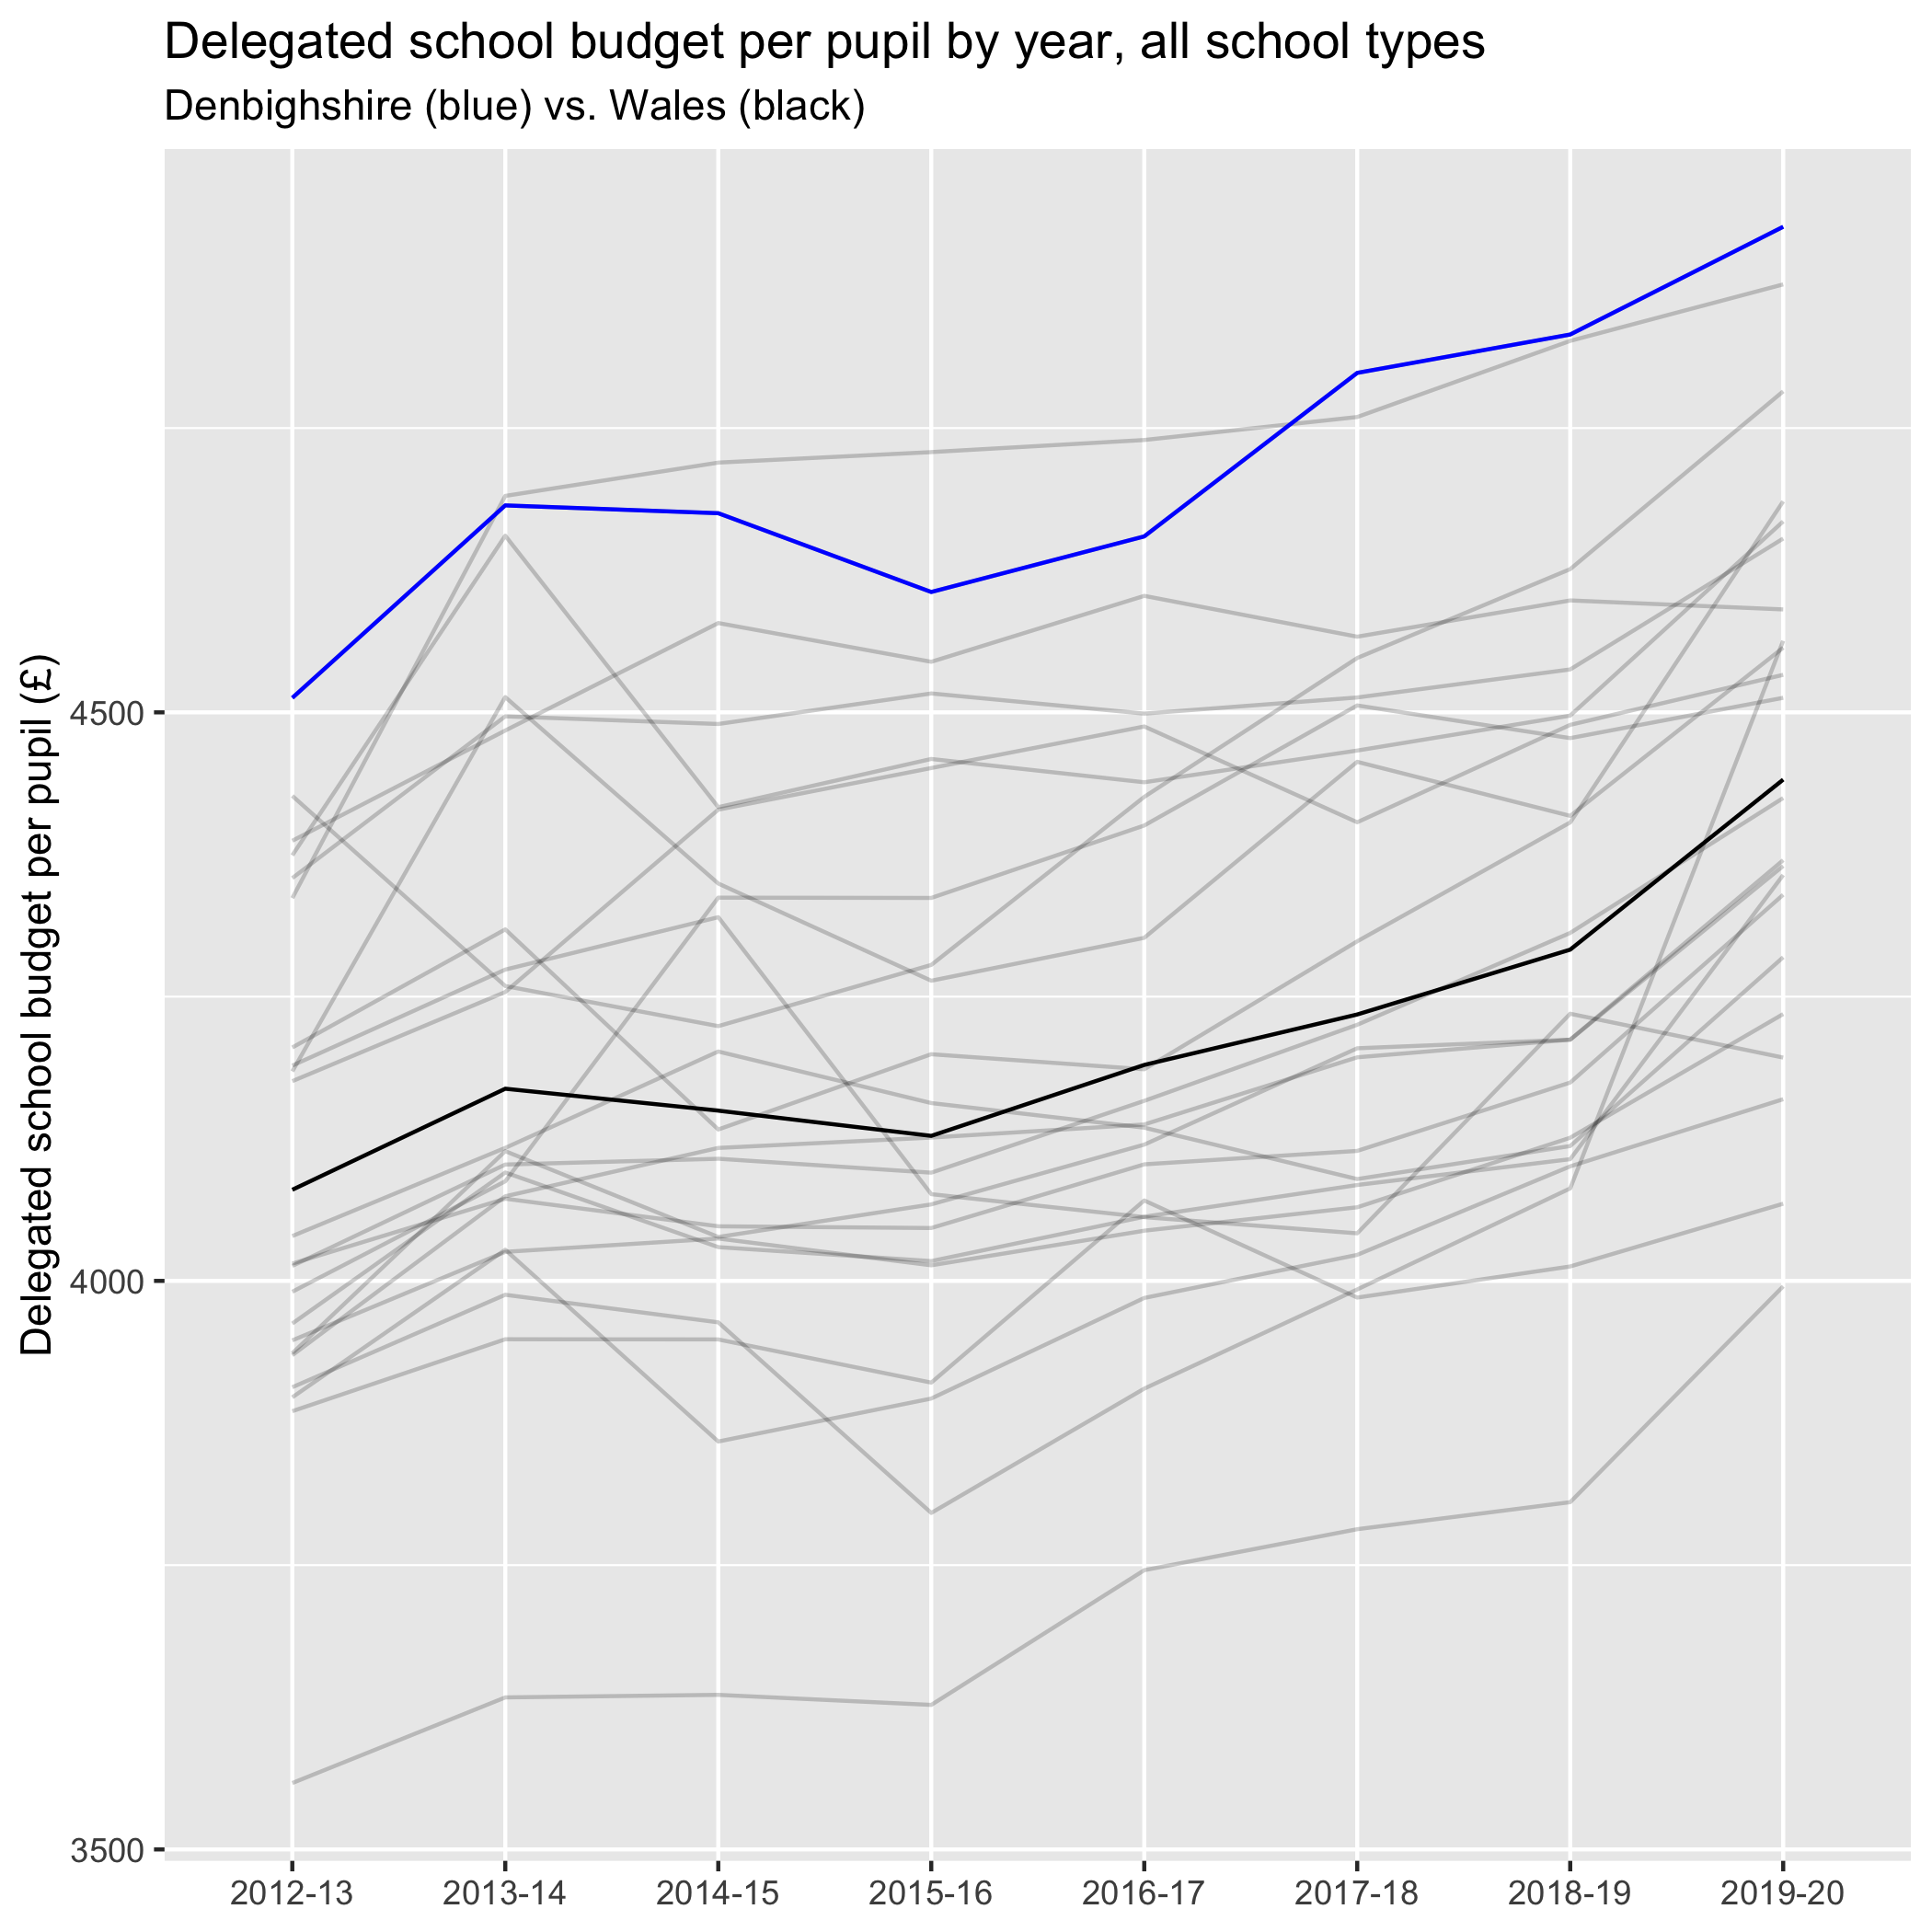 Delegated school budget per pupil by year, all school types
Denbighshire (blue) vs. Wales (black)
Delegated school budget per pupil (£)
4500
4000
3500
2012-13 2013-14 2014-15 2015-16 2016-17 2017-18 2018-19 2019-20